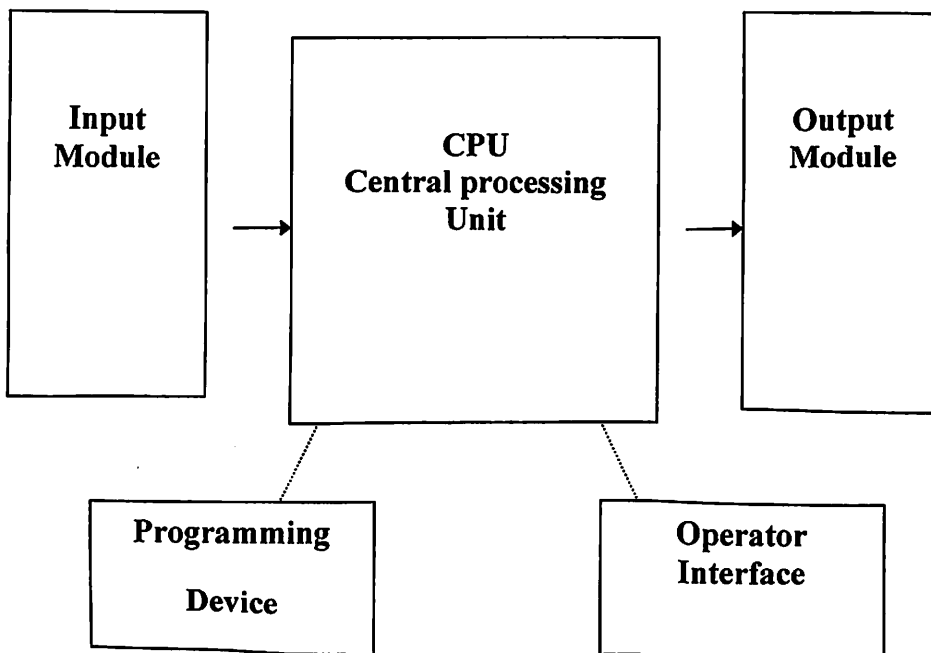 Input
Module
CPU
Central processing
Unit
Output
Module
Programming
Device
Operator
Interface